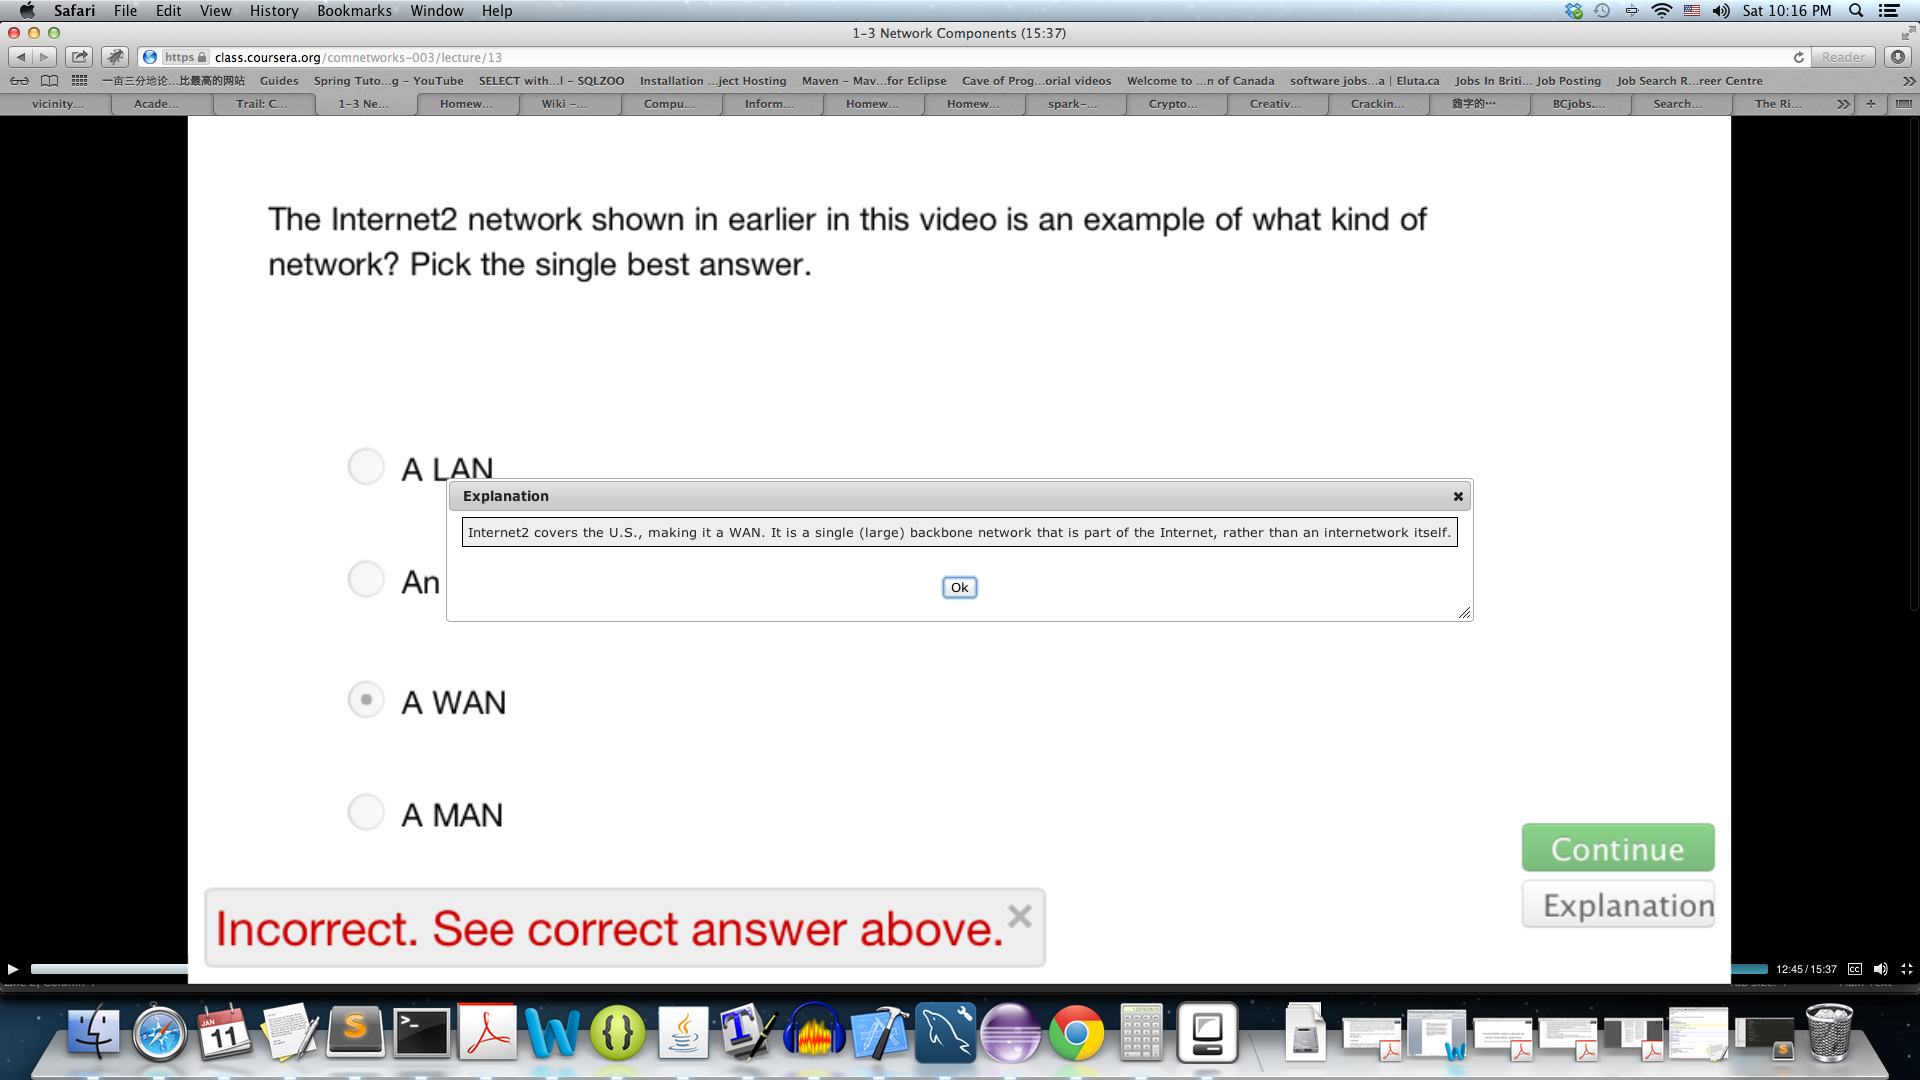 Safari File Edit View History Bookmarks Window Help Sat 10:16 PM
1-3 Network Components (15:37)
https class.coursera.org/comnetworks-003/lecture/13 Reader
一亩三分地论...比最高的网站 Guides Spring Tuto...g - YouTube SELECT with...l - SQLZOO Installation ...ject Hosting Maven - Mav...for Eclipse Cave of Prog...orial videos Welcome to ...n of Canada software jobs...a | Eluta.ca Jobs In Briti... Job Posting Job Search R...reer Centre
vicinity... Acade... Trail: C... 1-3 Ne... Homew... Wiki -... Compu... Inform... Homew... Homew... spark-... Crypto... Creativ... Crackin... BCjobs.... Search... The Ri...
The Internet2 network shown in earlier in this video is an example of what kind of
network? Pick the single best answer.
A LAN
Explanation
Internet2 covers the U.S., making it a WAN. It is a single (large) backbone network that is part of the Internet, rather than an internetwork itself.
An
Ok
A WAN
A MAN
Continue
Explanation
Incorrect. See correct answer above.
12:45/15:37 CC
JAN
11